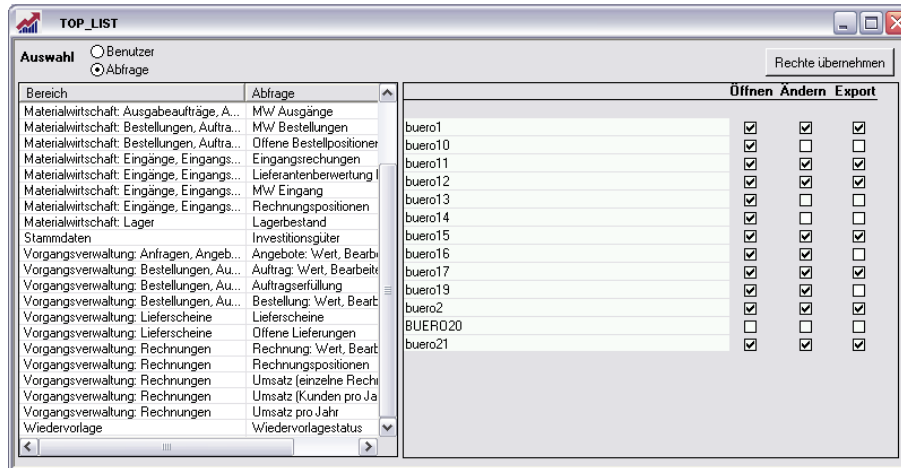 TOP_LIST
Auswahl
Benutzer
Abfrage
Rechte übernehmen
Bereich Abfrage
Materialwirtschaft: Ausgabeaufträge, A... MW Ausgänge
Materialwirtschaft: Bestellungen, Auftra... MW Bestellungen
Materialwirtschaft: Bestellungen, Auftra... Offene Bestellpositioner
Materialwirtschaft: Eingänge, Eingangs... Eingangsrechungen
Materialwirtschaft: Eingänge, Eingangs... Lieferantenberwertung
Materialwirtschaft: Eingänge, Eingangs... MW Eingang
Materialwirtschaft: Eingänge, Eingangs... Rechnungspositionen
Materialwirtschaft: Lager Lagerbestand
Stammdaten Investitionsgüter
Vorgangsverwaltung: Anfragen, Angeb... Angebote: Wert, Bearb
Vorgangsverwaltung: Bestellungen, Au... Auftrag: Wert, Bearbeite
Vorgangsverwaltung: Bestellungen, Au... Auftragserfüllung
Vorgangsverwaltung: Bestellungen, Au... Bestellung: Wert, Bearb
Vorgangsverwaltung: Lieferscheine Lieferscheine
Vorgangsverwaltung: Lieferscheine Offene Lieferungen
Vorgangsverwaltung: Rechnungen Rechnung: Wert, Bearb
Vorgangsverwaltung: Rechnungen Rechnungspositionen
Vorgangsverwaltung: Rechnungen Umsatz (einzelne Rech
Vorgangsverwaltung: Rechnungen Umsatz (Kunden pro Ja
Vorgangsverwaltung: Rechnungen Umsatz pro Jahr
Wiedervorlage Wiedervorlagestatus
Öffnen Ändern Export
buero1
buero10
buero11
buero12
buero13
buero14
buero15
buero16
buero17
buero19
buero2
BUERO20
buero21